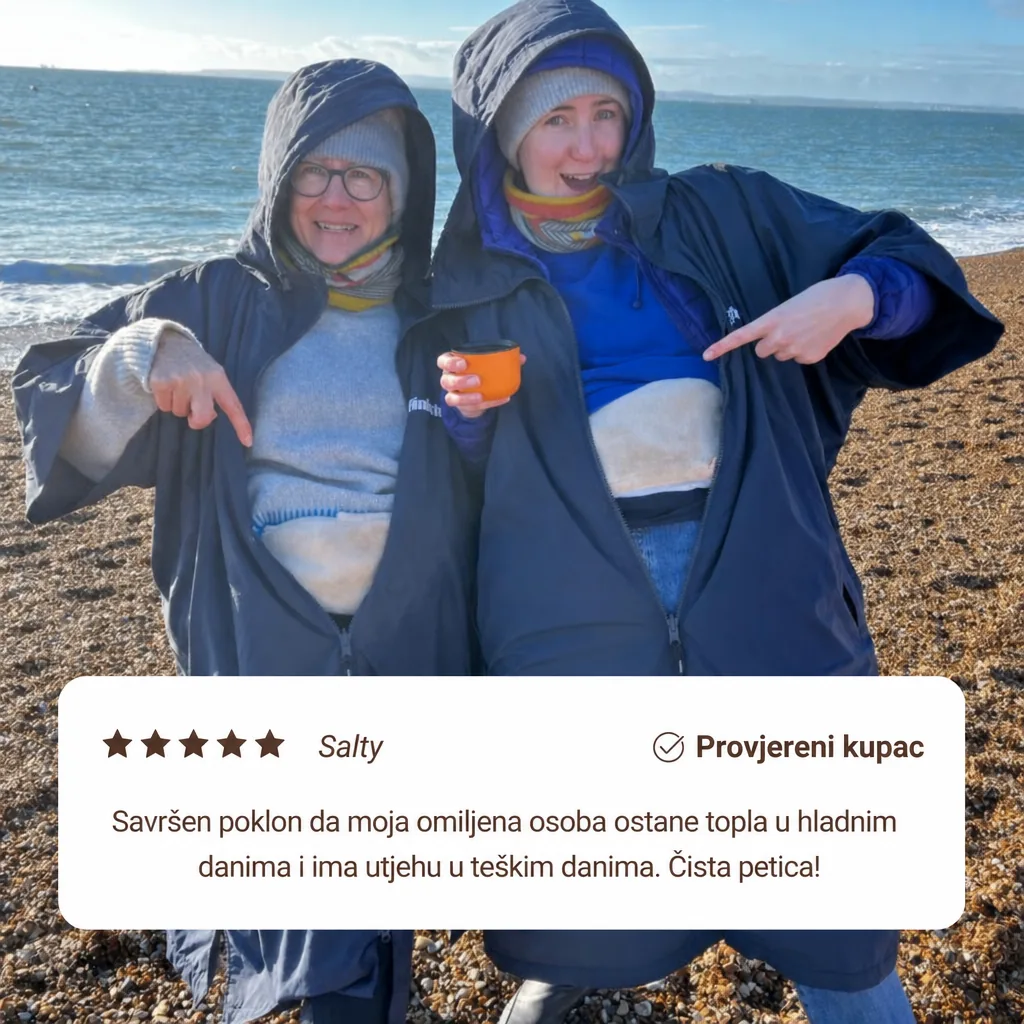 Salty
Provjereni kupac
Savršen poklon da moja omiljena osoba ostane topla u hladnim
danima i ima utjehu u teškim danima. Čista petica!